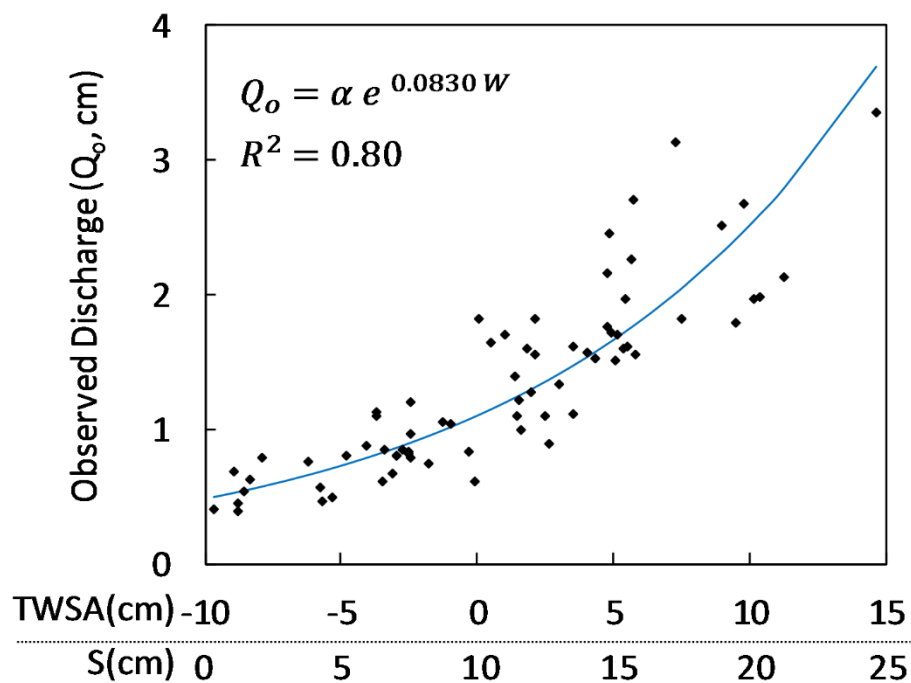 4
Q_o = α e^{0.0830 W}
R² = 0.80
3
2
1
0
Observed Discharge (Q_o, cm)
TWSA(cm) -10 -5 0 5 10 15
S(cm) 0 5 10 15 20 25